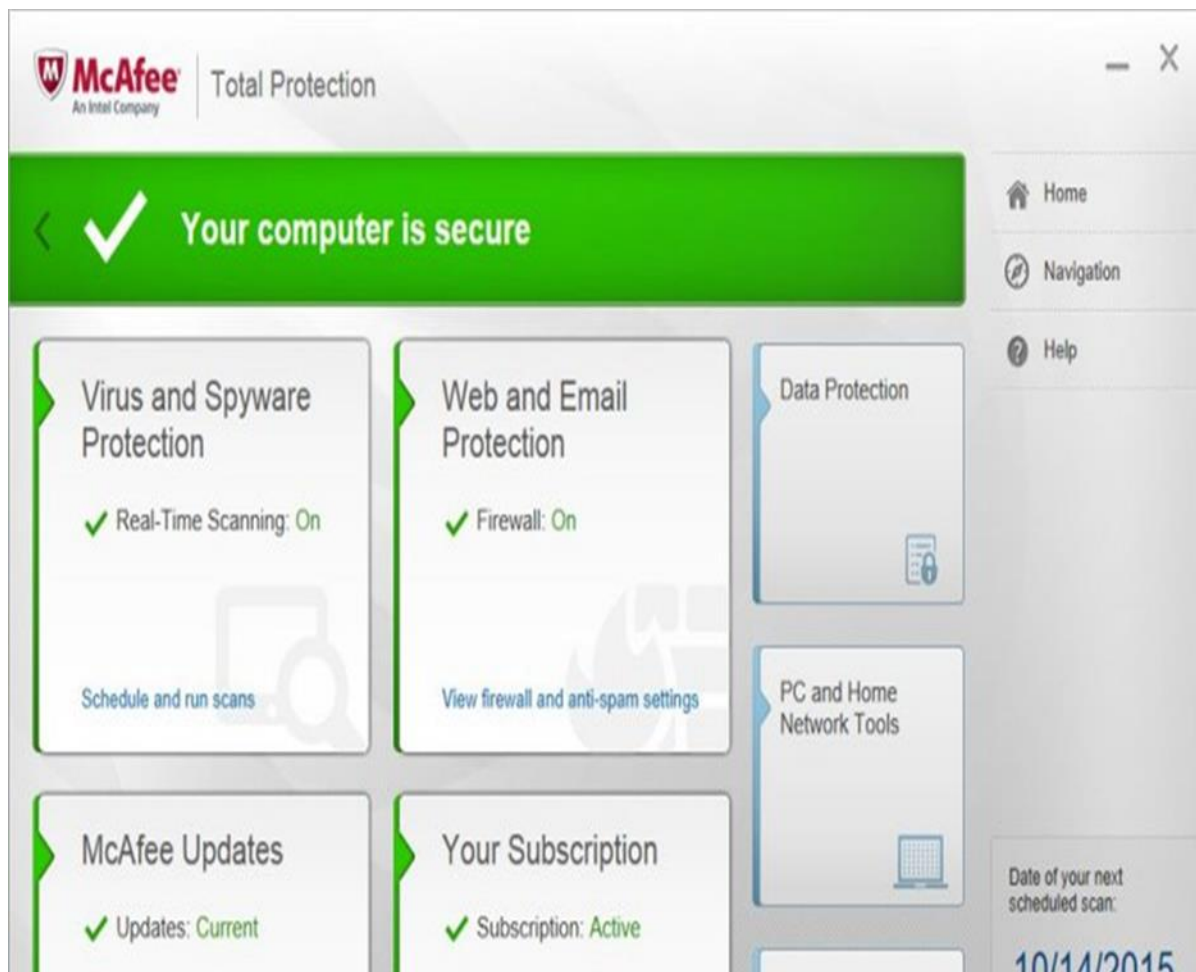 McAfee
An Intel Company
Total Protection
Your computer is secure
Home
Navigation
Help
Virus and Spyware
Protection
Real-Time Scanning: On
Schedule and run scans
Web and Email
Protection
Firewall: On
View firewall and anti-spam settings
Data Protection
PC and Home
Network Tools
McAfee Updates
Updates: Current
Your Subscription
Subscription: Active
Date of your next
scheduled scan:
10/14/2015